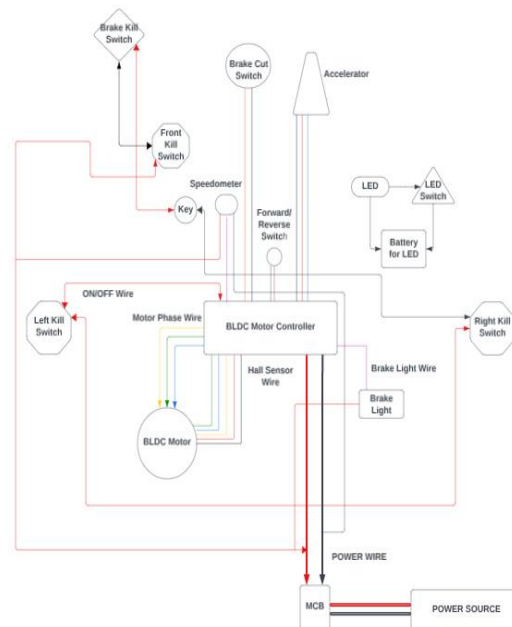 Brake Kill
Switch
Brake Cut
Switch
Accelerator
Front
Kill
Switch
Speedometer
Key
LED
LED
Switch
Forward/
Reverse
Switch
Battery
for LED
ON/OFF Wire
Left Kill
Switch
Motor Phase Wire
BLDC Motor Controller
Right Kill
Switch
Hall Sensor
Wire
Brake Light Wire
Brake
Light
BLDC Motor
POWER WIRE
MCB
POWER SOURCE